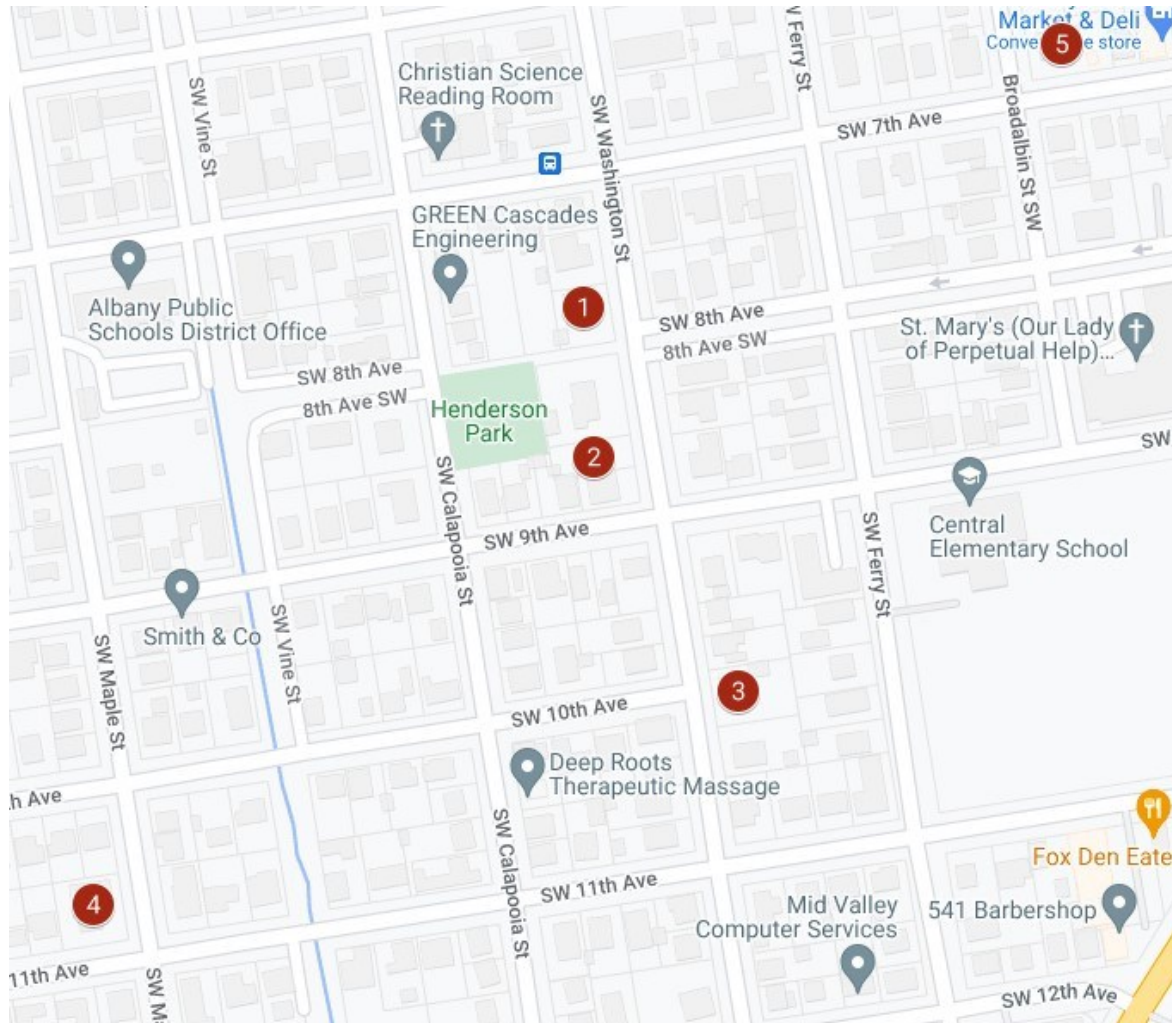 Market & Deli
Conve
e store
5
SW Ferry St
Christian Science
Reading Room
SW Vine St
SW Washington St
SW 7th Ave
Broadalbin St SW
GREEN Cascades
Engineering
Albany Public
Schools District Office
1
SW 8th Ave
8th Ave SW
St. Mary's (Our Lady
of Perpetual Help)...
SW 8th Ave
8th Ave SW
Henderson
Park
2
SW
SW Calapooia St
SW 9th Ave
Central
Elementary School
SW Ferry St
Smith & Co
SW Vine St
SW Maple St
3
SW 10th Ave
Deep Roots
Therapeutic Massage
h Ave
SW Calapooia St
Fox Den Eate
SW 11th Ave
4
Mid Valley
Computer Services
541 Barbershop
11th Ave
SW Ma
SW 12th Ave